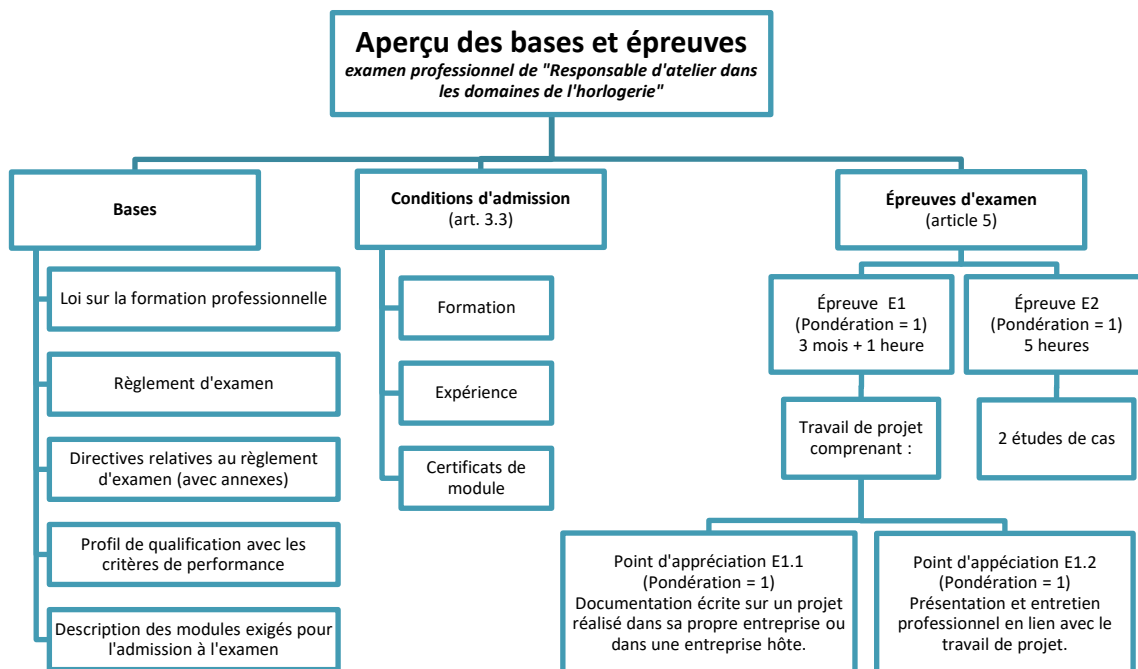 Aperçu des bases et épreuves
examen professionnel de "Responsable d'atelier dans
les domaines de l'horlogerie"
Bases
Loi sur la formation professionnelle
Règlement d'examen
Directives relatives au règlement
d'examen (avec annexes)
Profil de qualification avec les
critères de performance
Description des modules exigés pour
l'admission à l'examen
Conditions d'admission
(art. 3.3)
Formation
Expérience
Certificats de
module
Épreuves d'examen
(article 5)
Épreuve E1
(Pondération = 1)
3 mois + 1 heure
Travail de projet
comprenant :
Point d'appréciation E1.1
(Pondération = 1)
Documentation écrite sur un projet
réalisé dans sa propre entreprise ou
dans une entreprise hôte.
Point d'appéciation E1.2
(Pondération = 1)
Présentation et entretien
professionnel en lien avec le
travail de projet.
Épreuve E2
(Pondération = 1)
5 heures
2 études de cas